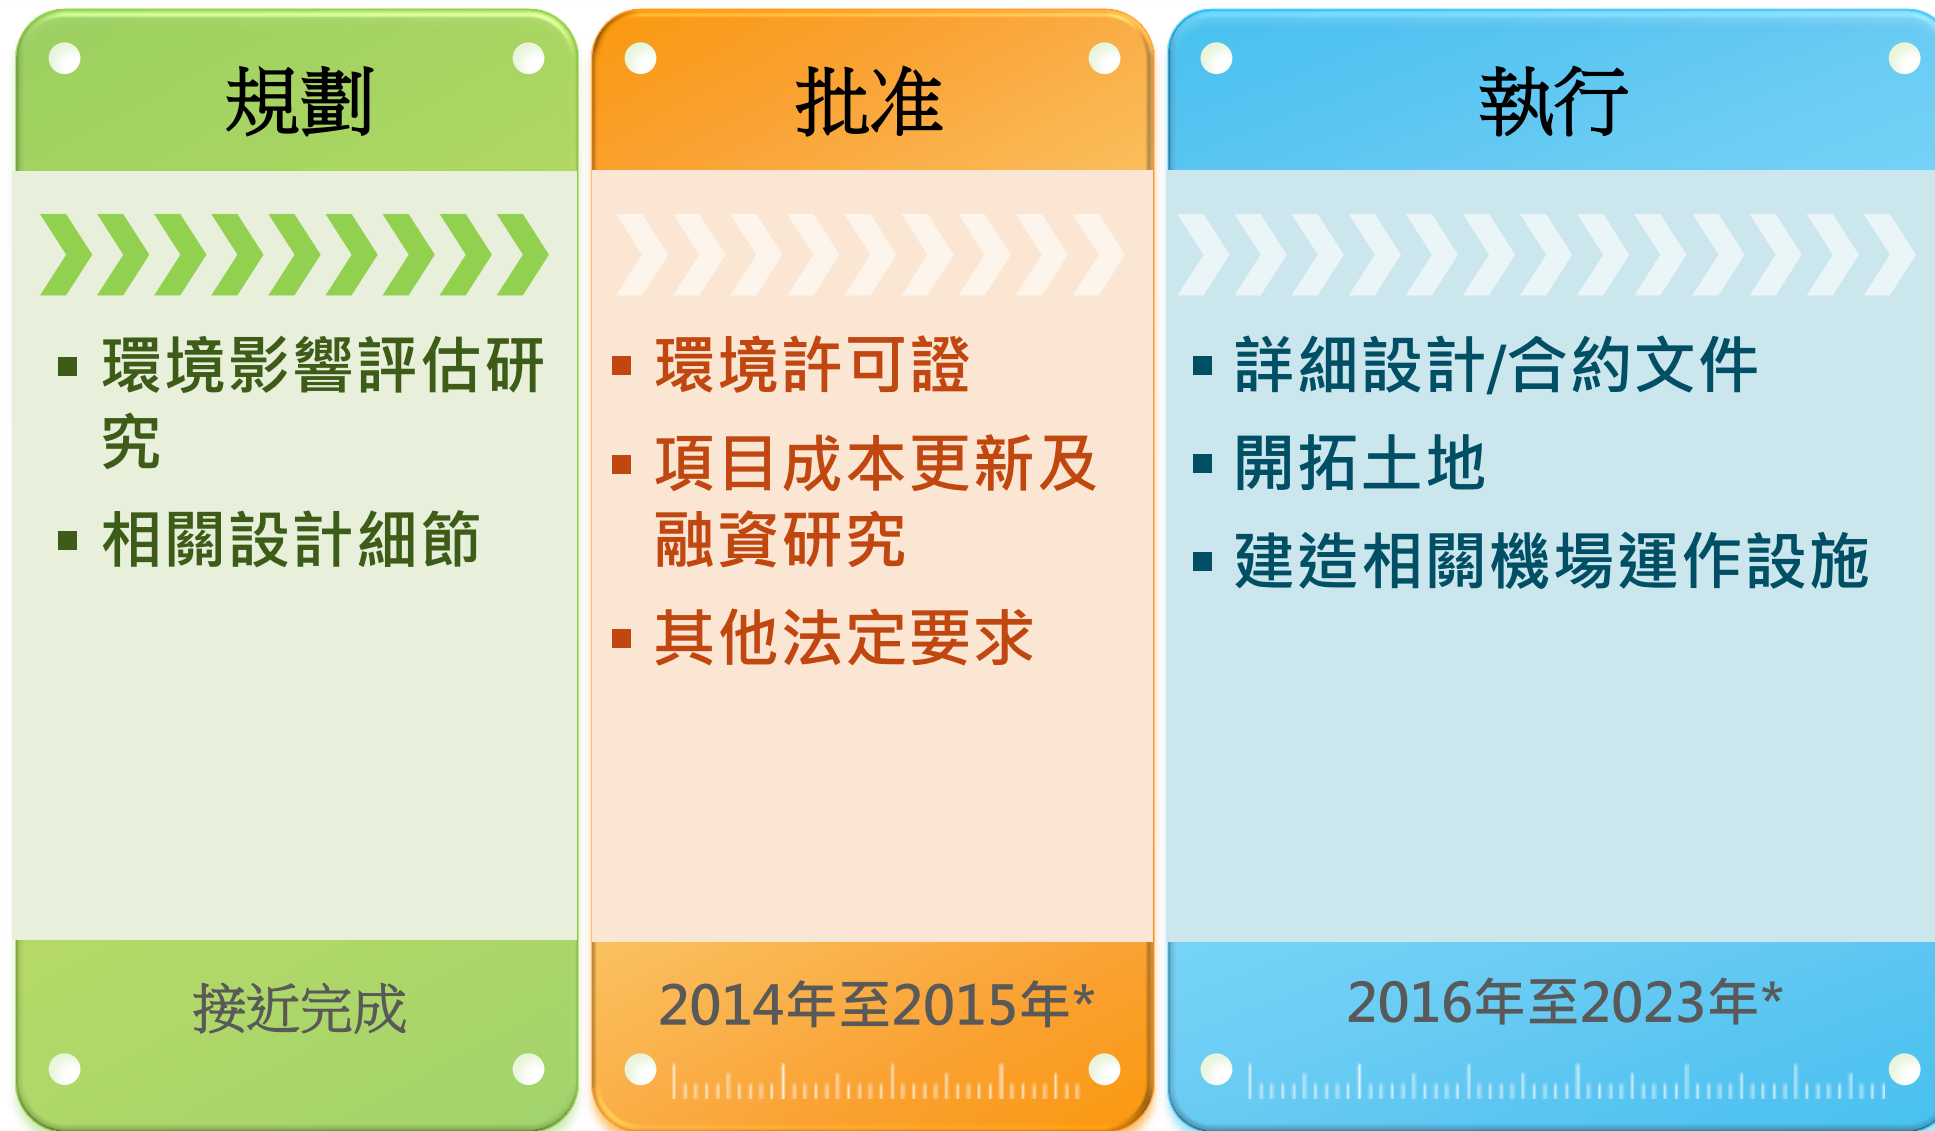 規劃
環境影響評估研
究
相關設計細節
接近完成
批准
環境許可證
項目成本更新及
融資研究
其他法定要求
2014年至2015年*
執行
詳細設計/合約文件
開拓土地
建造相關機場運作設施
2016年至2023年*